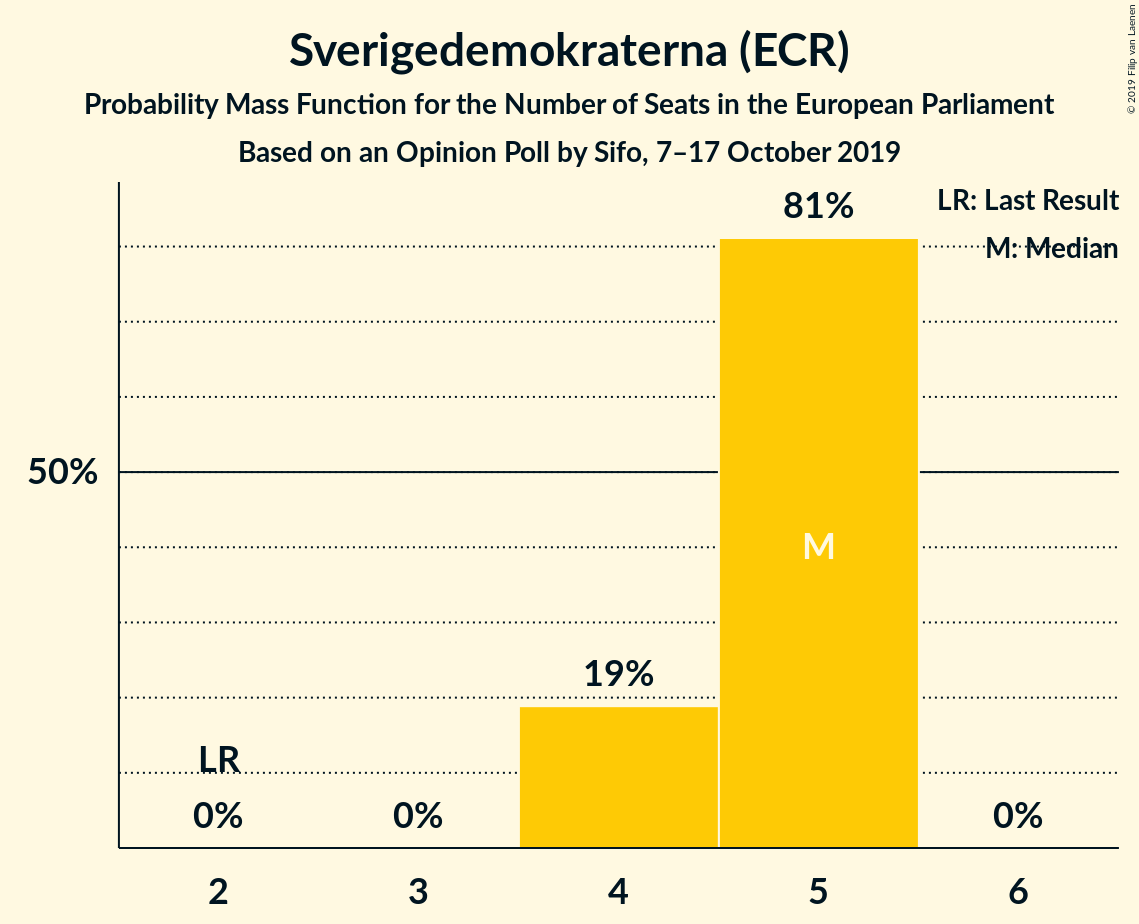 Sverigedemokraterna (ECR)
Probability Mass Function for the Number of Seats in the European Parliament
Based on an Opinion Poll by Sifo, 7–17 October 2019
© 2019 Filip van Laenen
LR: Last Result
M: Median
81%
50%
M
19%
LR
0%
0%
0%
2
3
4
5
6